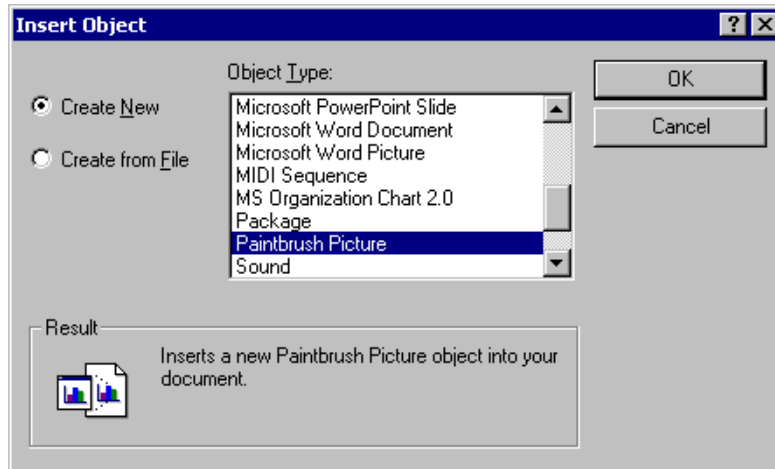 Insert Object
Object Type:
Create New
Create from File
Microsoft PowerPoint Slide
Microsoft Word Document
Microsoft Word Picture
MIDI Sequence
MS Organization Chart 2.0
Package
Paintbrush Picture
Sound
OK
Cancel
Result
Inserts a new Paintbrush Picture object into your
document.